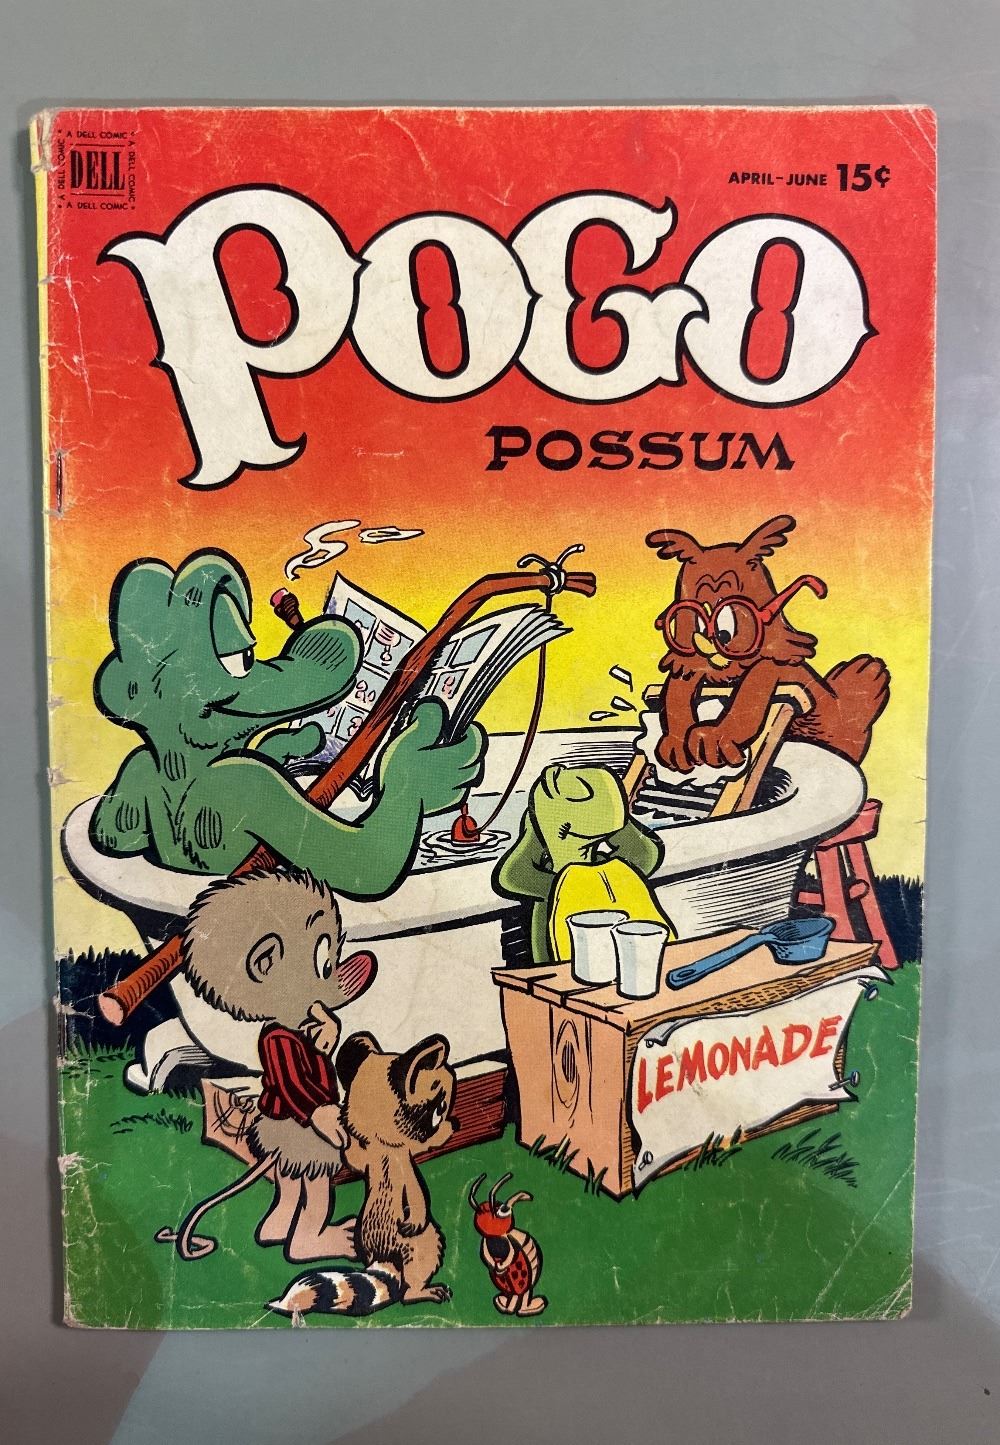 A DELL COMIC
A DELL COMIC
DELL
A DELL COMIC
A DELL COMIC
APRIL-JUNE 15¢
POGO
POSSUM
LEMONADE